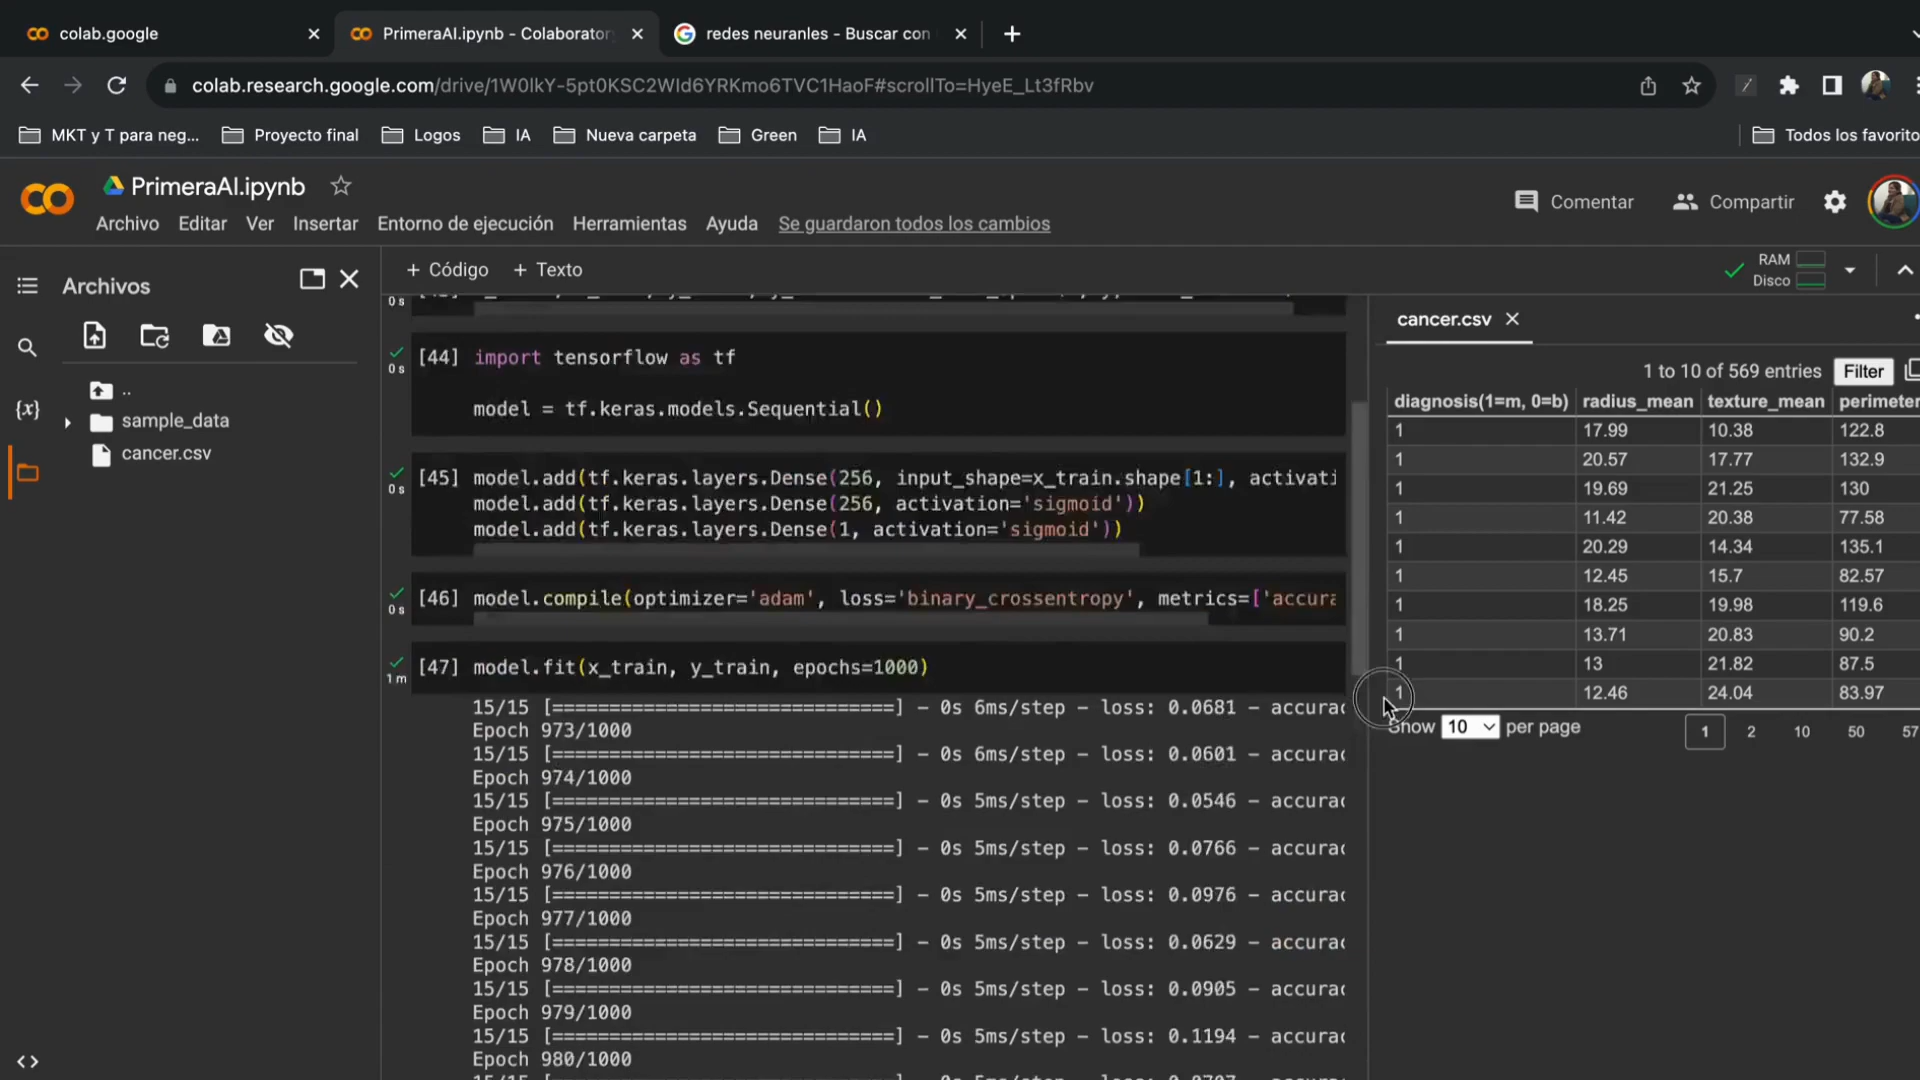 colab.google
PrimeraAI.ipynb - Colaborator
redes neuranles - Buscar con
colab.research.google.com/drive/1W0lkY-5pt0KSC2WId6YRKmo6TVC1HaoF#scrollTo=HyeE_Lt3fRbv
MKT y T para neg...
Proyecto final
Logos
IA
Nueva carpeta
Green
IA
Todos los favorito
PrimeraAI.ipynb
Comentar
Compartir
Archivo Editar Ver Insertar Entorno de ejecución Herramientas Ayuda Se guardaron todos los cambios
Archivos
+ Código + Texto
RAM
Disco
..
sample_data
cancer.csv
{x}
0 s
[44] import tensorflow as tf
0 s
model = tf.keras.models.Sequential()
[45] model.add(tf.keras.layers.Dense(256, input_shape=x_train.shape[1:], activati
0 s
model.add(tf.keras.layers.Dense(256, activation='sigmoid'))
model.add(tf.keras.layers.Dense(1, activation='sigmoid'))
[46] model.compile(optimizer='adam', loss='binary_crossentropy', metrics=['accura
0 s
[47] model.fit(x_train, y_train, epochs=1000)
1 m
15/15 [==============================] - 0s 6ms/step - loss: 0.0681 - accurac
Epoch 973/1000
15/15 [==============================] - 0s 6ms/step - loss: 0.0601 - accurac
Epoch 974/1000
15/15 [==============================] - 0s 5ms/step - loss: 0.0546 - accurac
Epoch 975/1000
15/15 [==============================] - 0s 5ms/step - loss: 0.0766 - accurac
Epoch 976/1000
15/15 [==============================] - 0s 5ms/step - loss: 0.0976 - accurac
Epoch 977/1000
15/15 [==============================] - 0s 5ms/step - loss: 0.0629 - accurac
Epoch 978/1000
15/15 [==============================] - 0s 5ms/step - loss: 0.0905 - accurac
Epoch 979/1000
15/15 [==============================] - 0s 5ms/step - loss: 0.1194 - accurac
Epoch 980/1000
cancer.csv
1 to 10 of 569 entries Filter
diagnosis(1=m, 0=b) radius_mean texture_mean perimeter
1 17.99 10.38 122.8
1 20.57 17.77 132.9
1 19.69 21.25 130
1 11.42 20.38 77.58
1 20.29 14.34 135.1
1 12.45 15.7 82.57
1 18.25 19.98 119.6
1 13.71 20.83 90.2
1 13 21.82 87.5
1 12.46 24.04 83.97
Show 10 per page 1 2 10 50 57